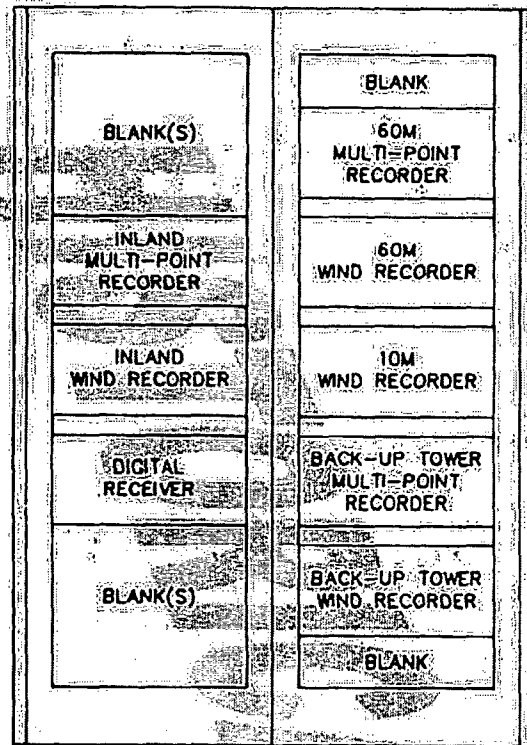 BLANK(S)
INLAND
MULTI-POINT
RECORDER
INLAND
WIND RECORDER
DIGITAL
RECEIVER
BLANK(S)
BLANK
60M
MULTI-POINT
RECORDER
60M
WIND RECORDER
10M
WIND RECORDER
BACK-UP TOWER
MULTI-POINT
RECORDER
BACK-UP TOWER
WIND RECORDER
BLANK